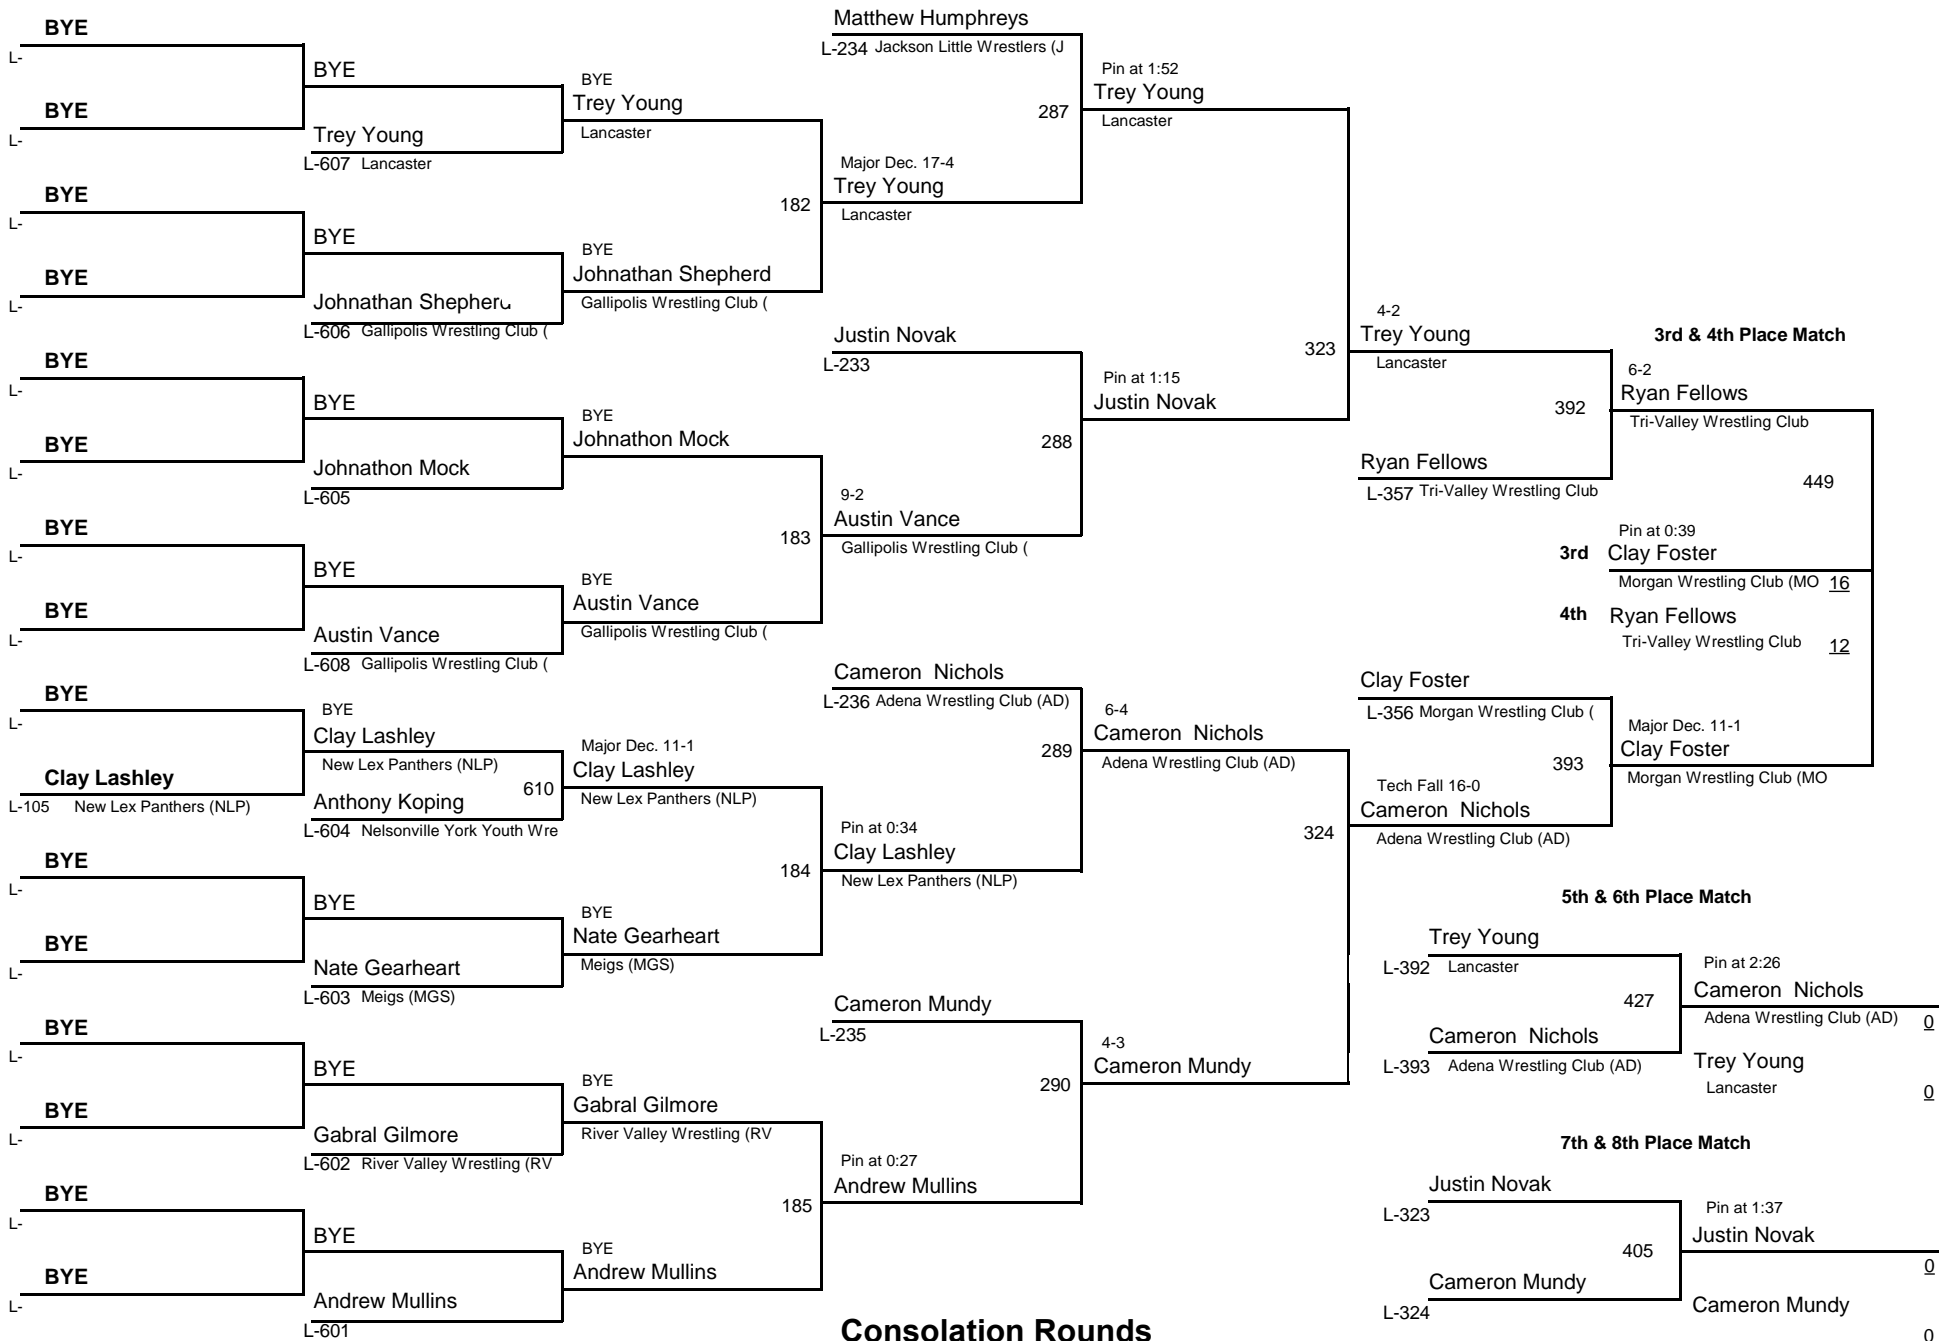 BYE
L-
BYE
L-
BYE
L-
BYE
L-
BYE
L-
BYE
L-
BYE
L-
BYE
L-
BYE
L-
Clay Lashley
L-105 New Lex Panthers (NLP)
BYE
L-
BYE
L-
BYE
L-
BYE
L-
BYE
L-
BYE
L-
BYE
Trey Young
L-607 Lancaster
BYE
Johnathan Shepherd
L-606 Gallipolis Wrestling Club (
BYE
Johnathon Mock
L-605
BYE
Austin Vance
L-608 Gallipolis Wrestling Club (
BYE
Clay Lashley
New Lex Panthers (NLP)
610
Anthony Koping
L-604 Nelsonville York Youth Wre
BYE
Nate Gearheart
L-603 Meigs (MGS)
BYE
Gabral Gilmore
L-602 River Valley Wrestling (RV
BYE
Andrew Mullins
L-601
BYE
Trey Young
Lancaster
182
BYE
Johnathan Shepherd
Gallipolis Wrestling Club (
BYE
Johnathon Mock
183
BYE
Austin Vance
Gallipolis Wrestling Club (
Major Dec. 11-1
Clay Lashley
New Lex Panthers (NLP)
184
BYE
Nate Gearheart
Meigs (MGS)
BYE
Gabral Gilmore
River Valley Wrestling (RV
185
BYE
Andrew Mullins
Matthew Humphreys
L-234 Jackson Little Wrestlers (J
287
Major Dec. 17-4
Trey Young
Lancaster
Justin Novak
L-233
288
9-2
Austin Vance
Gallipolis Wrestling Club (
Cameron Nichols
L-236 Adena Wrestling Club (AD)
289
Pin at 0:34
Clay Lashley
New Lex Panthers (NLP)
Cameron Mundy
L-235
290
Pin at 0:27
Andrew Mullins
Pin at 1:52
Trey Young
Lancaster
323
Pin at 1:15
Justin Novak
6-4
Cameron Nichols
Adena Wrestling Club (AD)
324
4-3
Cameron Mundy
4-2
Trey Young
Lancaster
392
Ryan Fellows
L-357 Tri-Valley Wrestling Club
Clay Foster
L-356 Morgan Wrestling Club (
393
Tech Fall 16-0
Cameron Nichols
Adena Wrestling Club (AD)
3rd & 4th Place Match
6-2
Ryan Fellows
Tri-Valley Wrestling Club
449
Pin at 0:39
3rd Clay Foster
Morgan Wrestling Club (MO 16
4th Ryan Fellows
Tri-Valley Wrestling Club 12
Major Dec. 11-1
Clay Foster
Morgan Wrestling Club (MO
5th & 6th Place Match
Trey Young
L-392 Lancaster
427
Cameron Nichols
L-393 Adena Wrestling Club (AD)
Pin at 2:26
Cameron Nichols
Adena Wrestling Club (AD) 0
Trey Young
Lancaster 0
7th & 8th Place Match
Justin Novak
L-323
405
Cameron Mundy
L-324
Pin at 1:37
Justin Novak
0
Cameron Mundy
0
Consolation Rounds